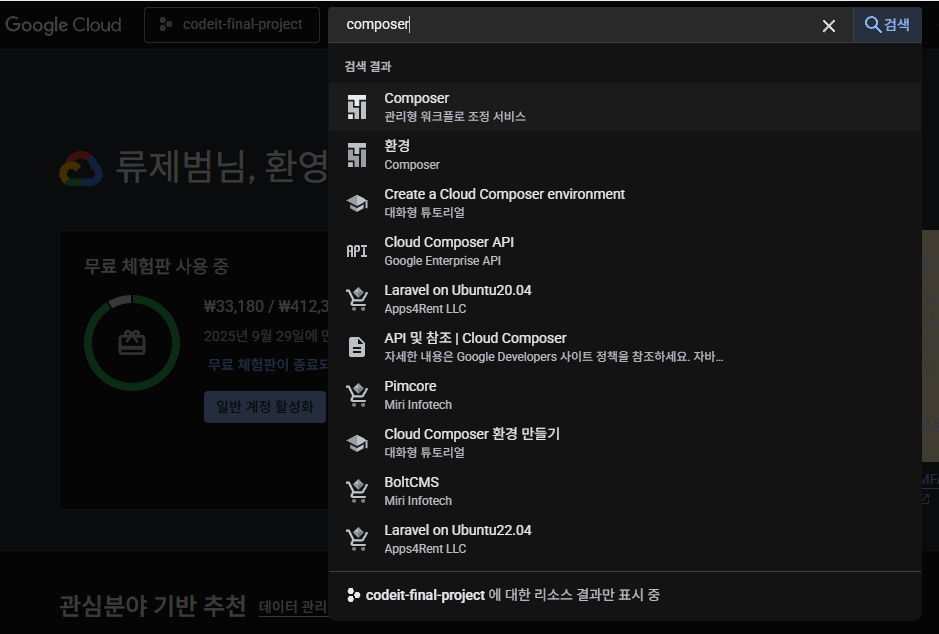 Google Cloud
codeit-final-project
composer
검색
검색 결과
Composer
관리형 워크플로 조정 서비스
환경
Composer
Create a Cloud Composer environment
대화형 튜토리얼
API
Cloud Composer API
Google Enterprise API
Laravel on Ubuntu20.04
Apps4Rent LLC
API 및 참조 | Cloud Composer
자세한 내용은 Google Developers 사이트 정책을 참조하세요. 자바...
Pimcore
Miri Infotech
Cloud Composer 환경 만들기
대화형 튜토리얼
BoltCMS
Miri Infotech
Laravel on Ubuntu22.04
Apps4Rent LLC
codeit-final-project 에 대한 리소스 결과만 표시 중
류제범님, 환영
무료 체험판 사용 중
₩33,180 / ₩412,3
2025년 9월 29일에
무료 체험판이 종료되
일반 계정 활성화
MFA
관심분야 기반 추천
데이터 관리